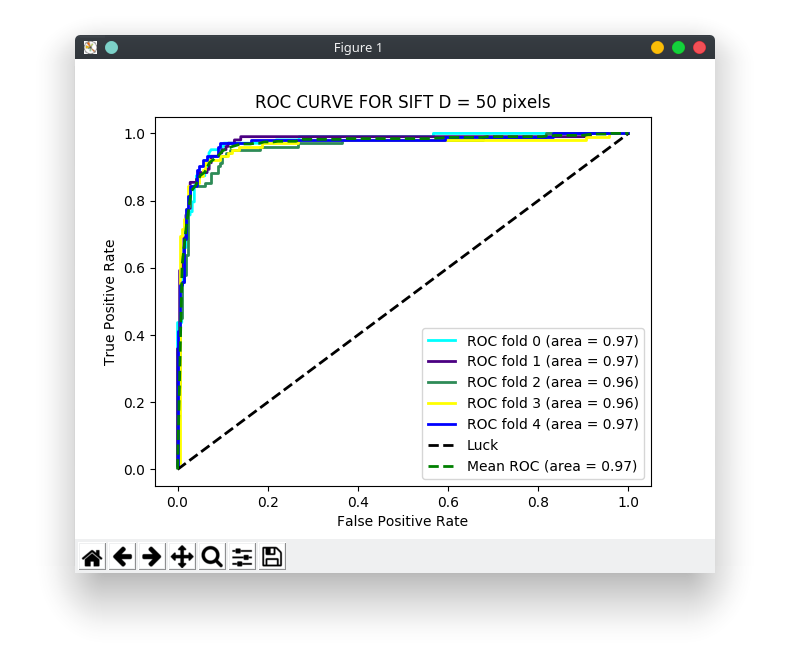 Figure 1
ROC CURVE FOR SIFT D = 50 pixels
1.0
0.8
0.6
0.4
0.2
0.0
True Positive Rate
0.0 0.2 0.4 0.6 0.8 1.0
False Positive Rate
ROC fold 0 (area = 0.97)
ROC fold 1 (area = 0.97)
ROC fold 2 (area = 0.96)
ROC fold 3 (area = 0.96)
ROC fold 4 (area = 0.97)
Luck
Mean ROC (area = 0.97)